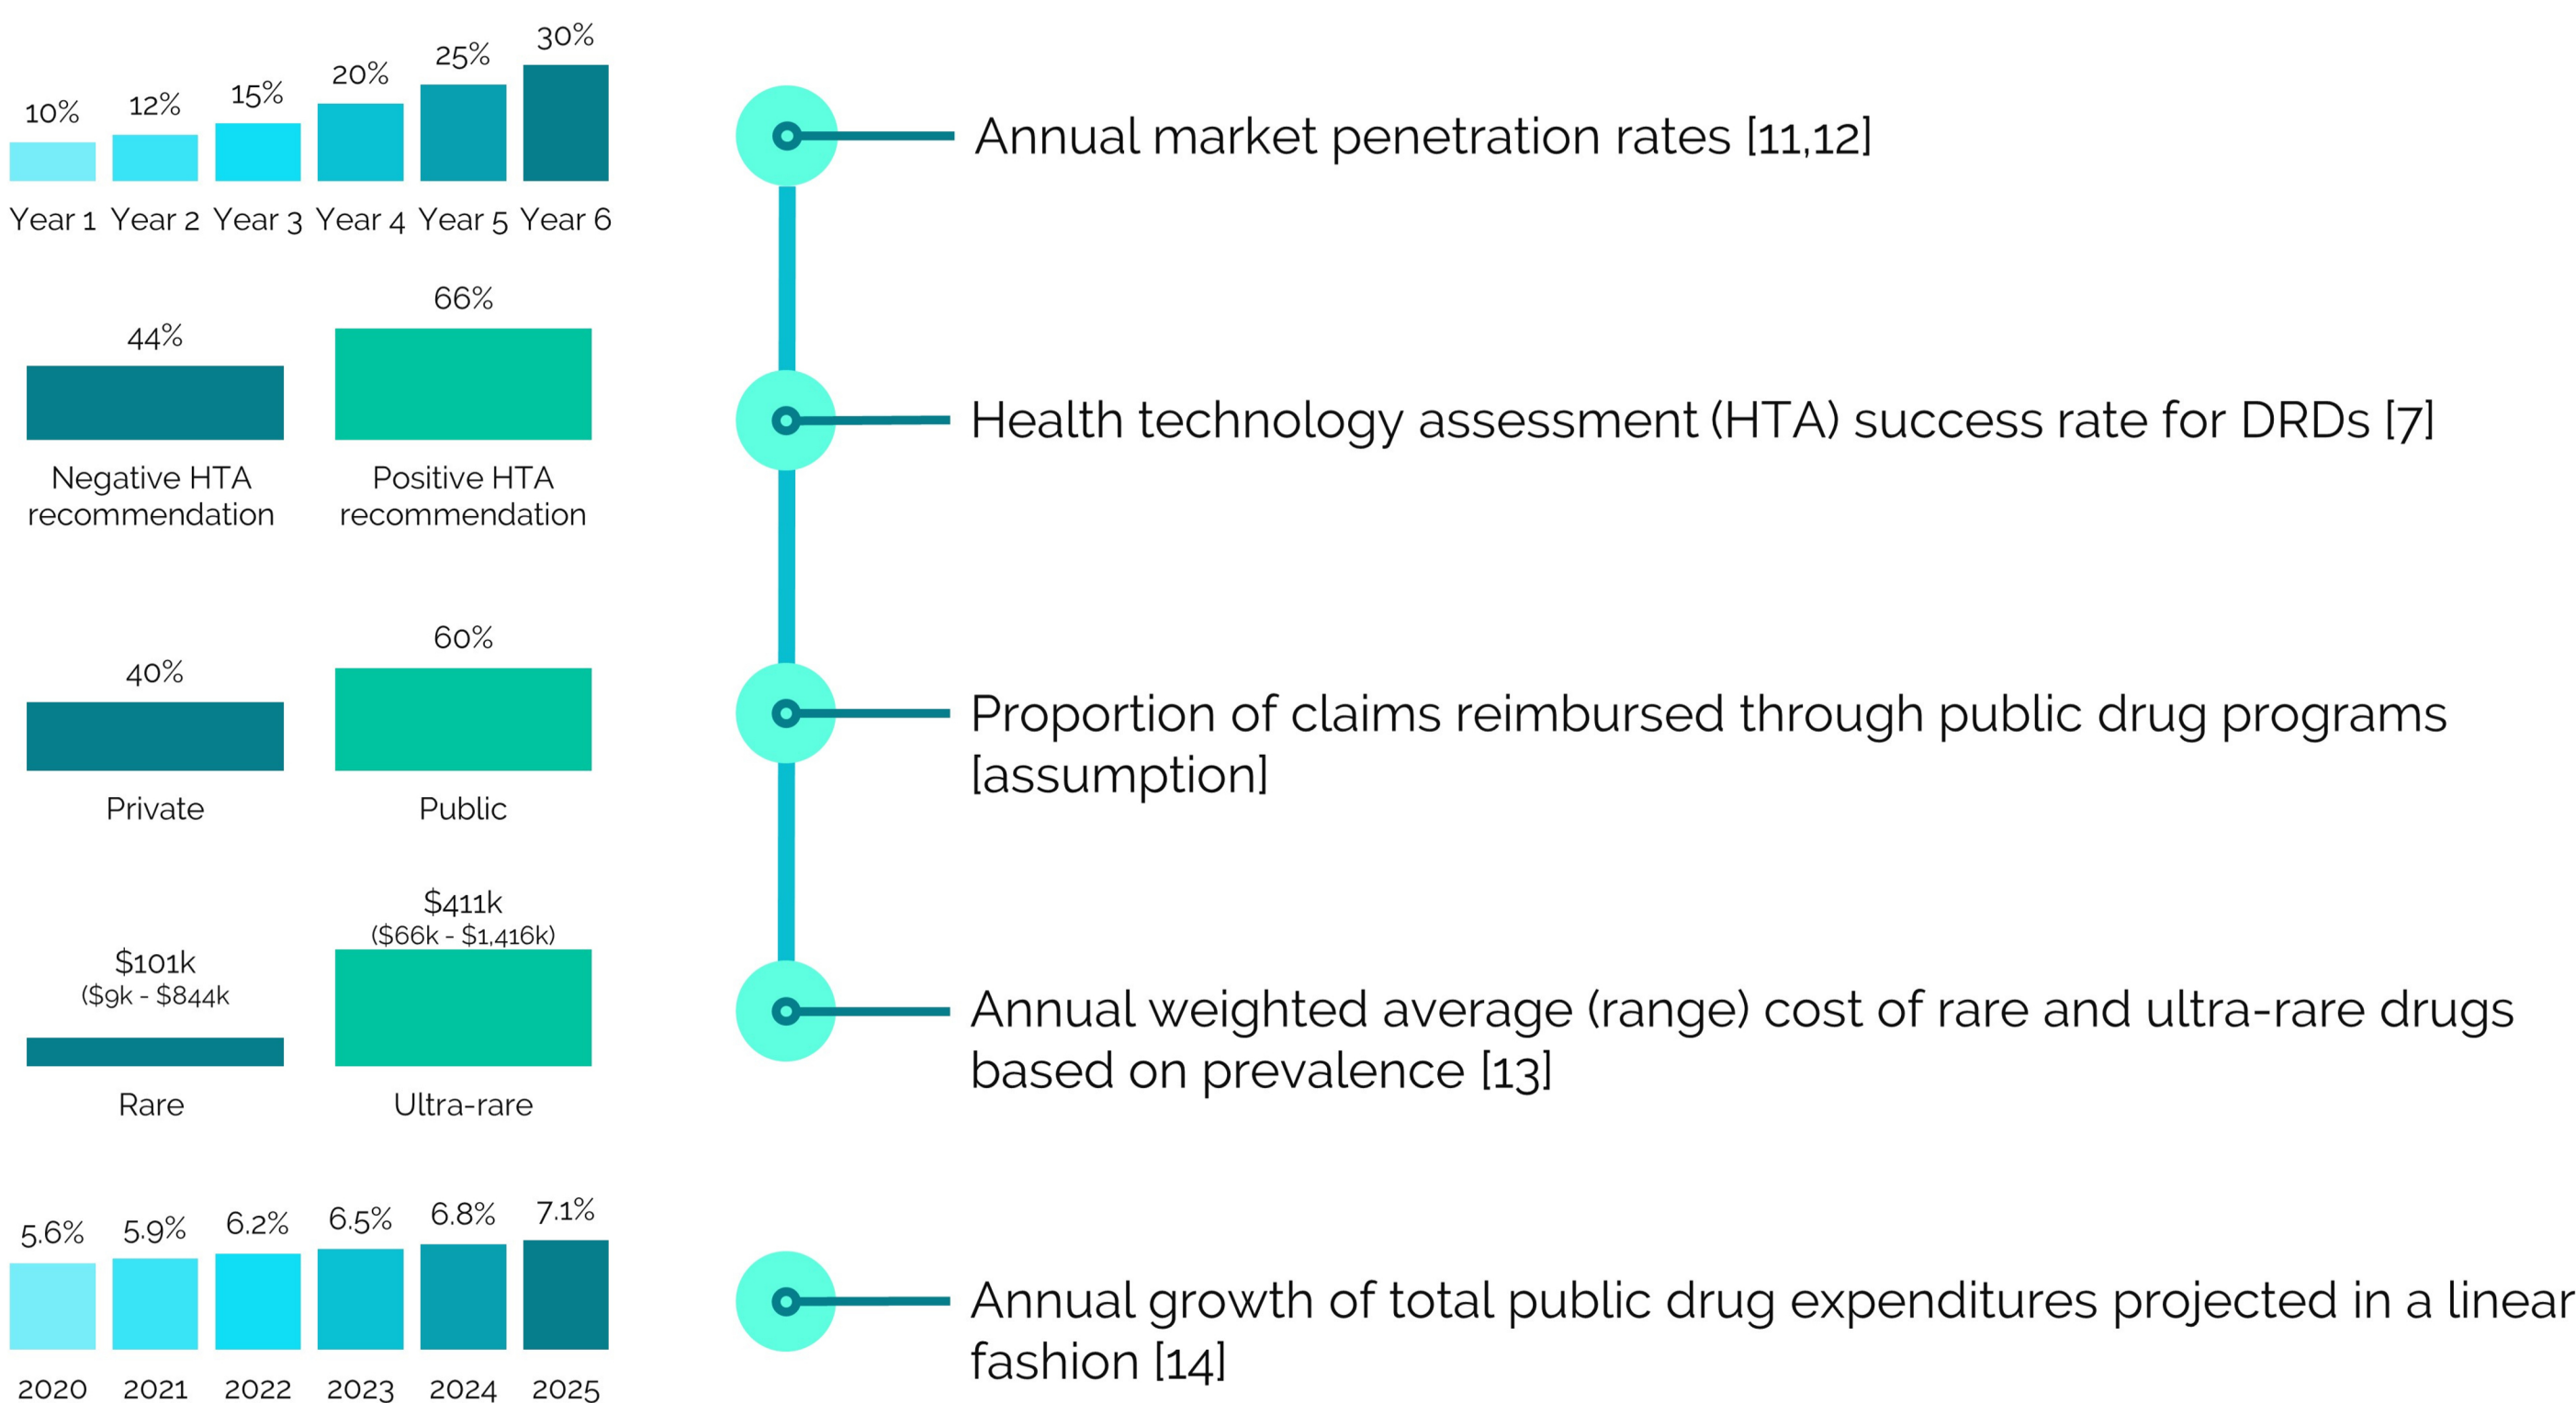 10% 12% 15% 20% 25% 30%
Year 1 Year 2 Year 3 Year 4 Year 5 Year 6
Annual market penetration rates [11,12]
44% 66%
Negative HTA
recommendation
Positive HTA
recommendation
Health technology assessment (HTA) success rate for DRDs [7]
40% 60%
Private Public
Proportion of claims reimbursed through public drug programs
[assumption]
$101k
($9k - $844k
$411k
($66k - $1,416k)
Rare Ultra-rare
Annual weighted average (range) cost of rare and ultra-rare drugs
based on prevalence [13]
5.6% 5.9% 6.2% 6.5% 6.8% 7.1%
2020 2021 2022 2023 2024 2025
Annual growth of total public drug expenditures projected in a linear
fashion [14]